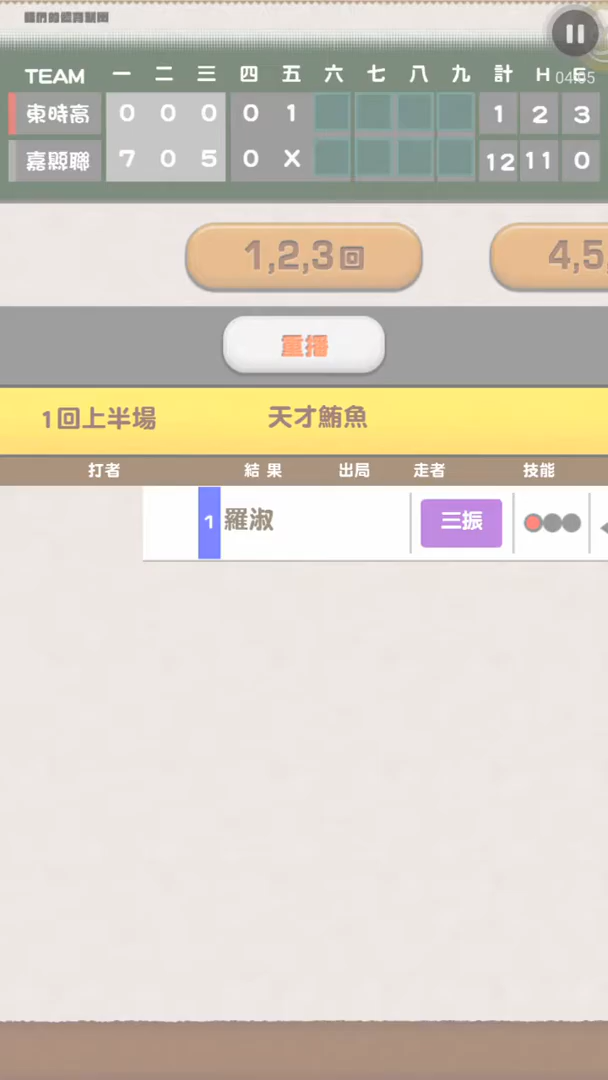 TEAM 一 二 三 四 五 六 七 八 九 計 H E
04:55
東時高 0 0 0 0 1 1 2 3
嘉縣聯 7 0 5 0 X 12 11 0
1,2,3回 4,5,
重播
1回上半場 天才鮪魚
打者 結果 出局 走者 技能
1 羅淑 三振